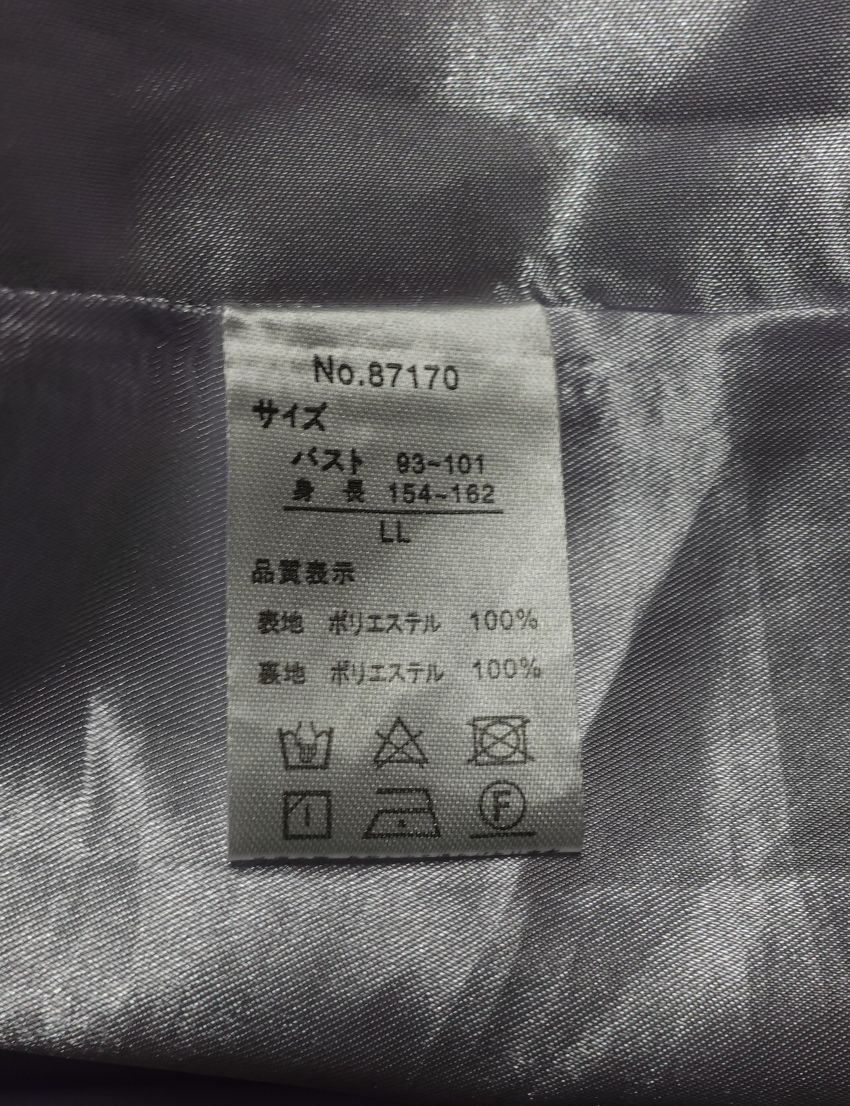 No.87170
サイズ
バスト 93~101
身長 154~162
LL
品質表示
表地 ポリエステル 100%
裏地 ポリエステル 100%
F